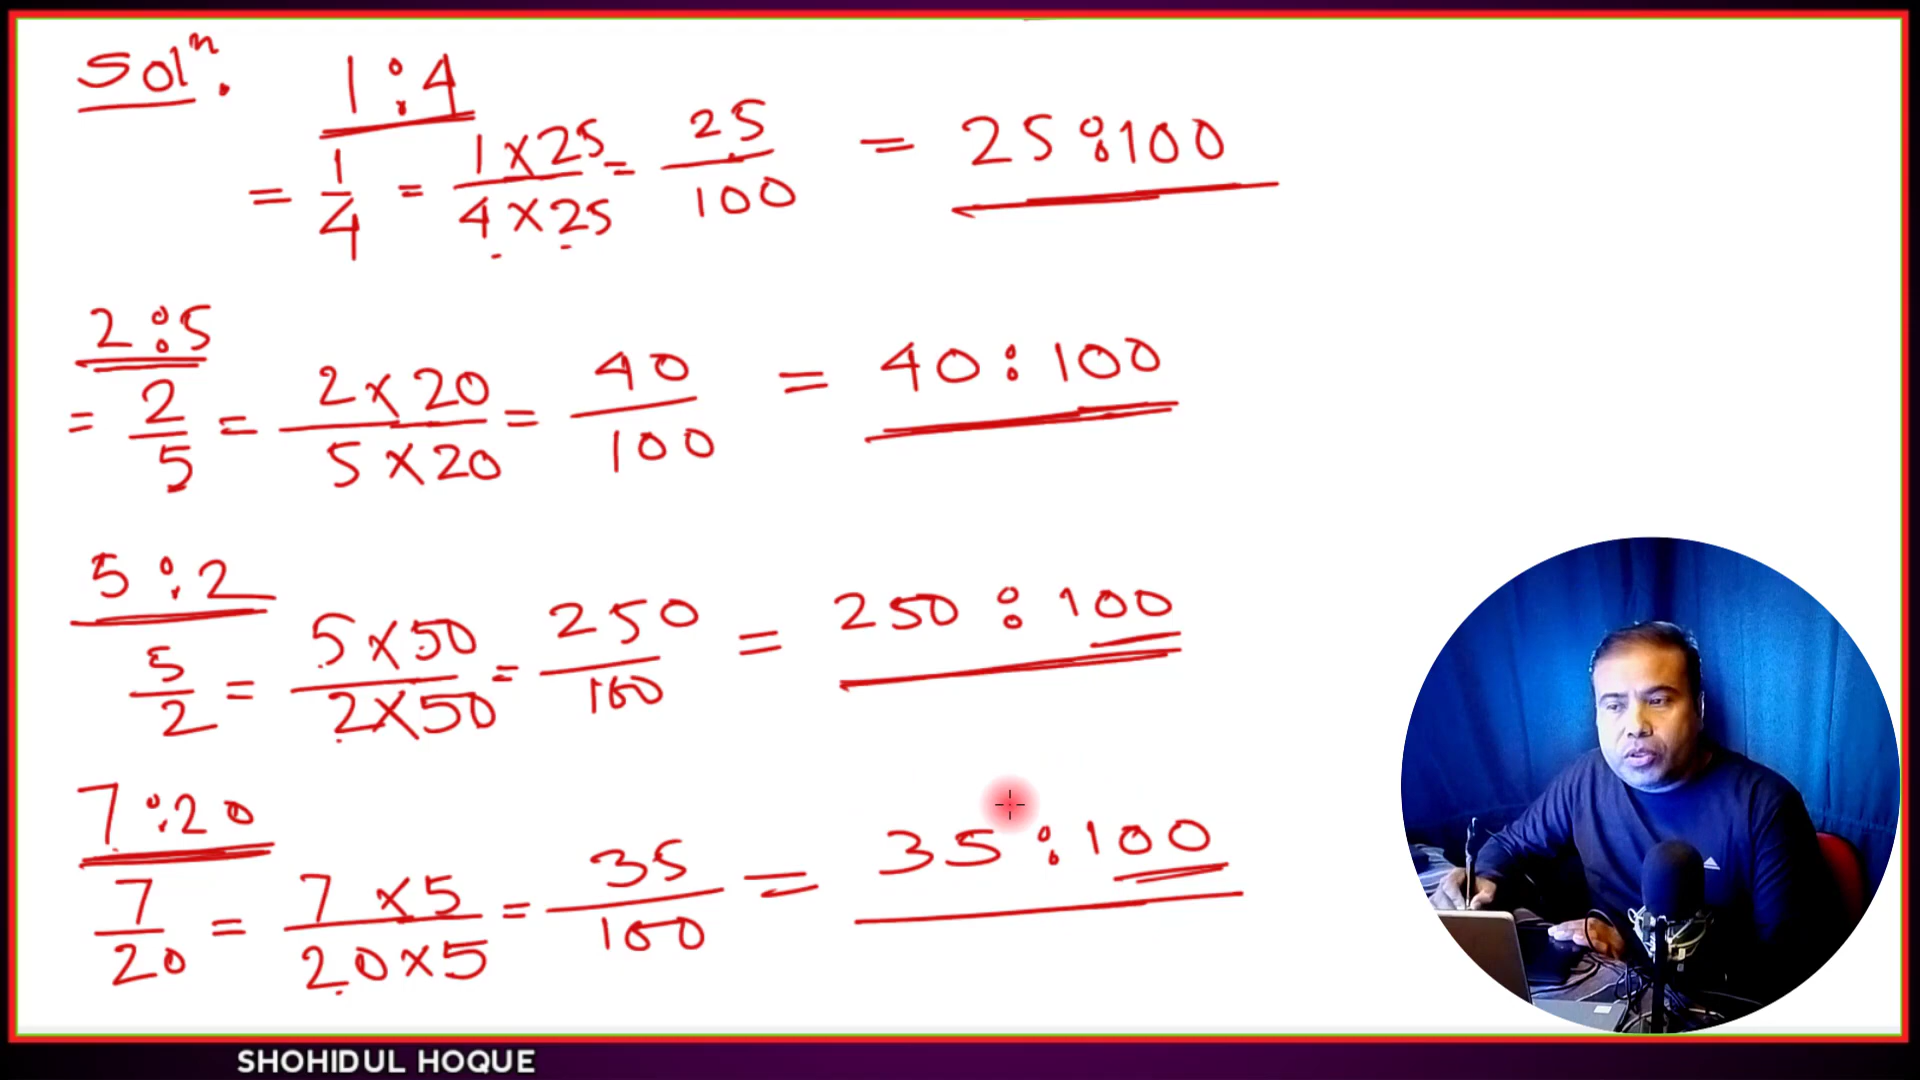 Solⁿ. 1 : 4
= 1/4 = 1 × 25 / 4 × 25 = 25/100 = 25 : 100
2 : 5
= 2/5 = 2 × 20 / 5 × 20 = 40/100 = 40 : 100
5 : 2
5/2 = 5 × 50 / 2 × 50 = 250/100 = 250 : 100
7 : 20
7/20 = 7 × 5 / 20 × 5 = 35/100 = 35 : 100
SHOHIDUL HOQUE